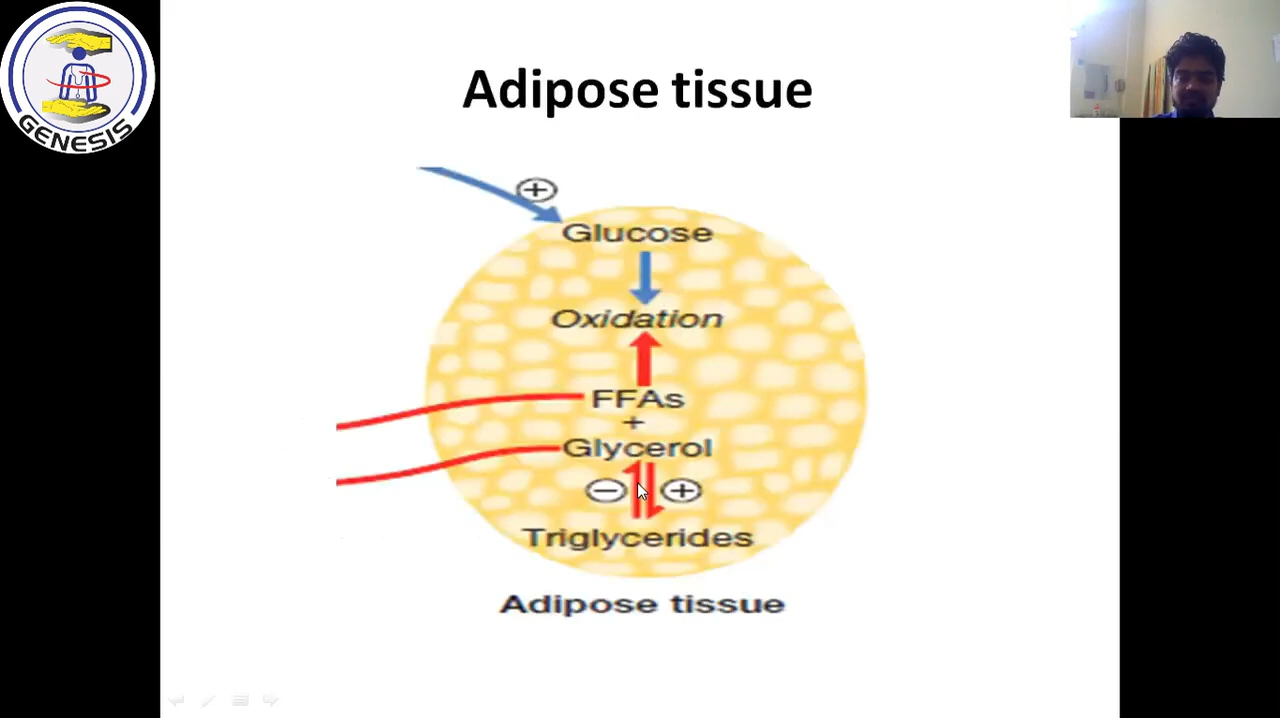 GENESIS
Adipose tissue
+
Glucose
Oxidation
FFAs
+
Glycerol
− +
Triglycerides
Adipose tissue